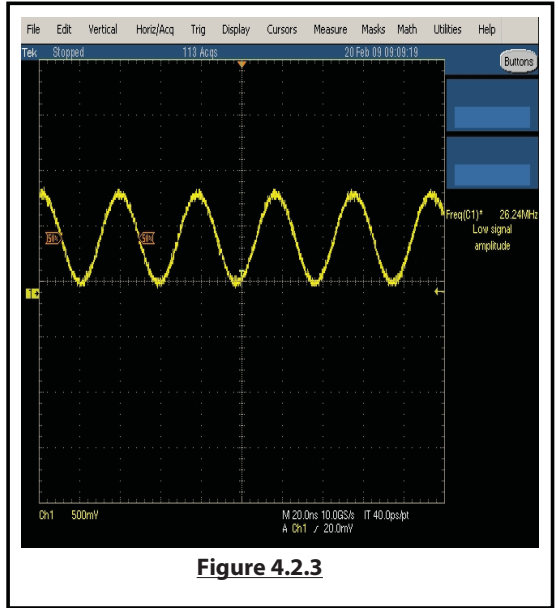 File Edit Vertical Horiz/Acq Trig Display Cursors Measure Masks Math Utilities Help
Tek Stopped 113 Acqs 20 Feb 09 09:09:19
Buttons
Freq(C1)* 26.24MHz
Low signal
amplitude
1
Ch1 500mV
M 20.0ns 10.0GS/s IT 40.0ps/pt
A Ch1 / 20.0mV
Figure 4.2.3